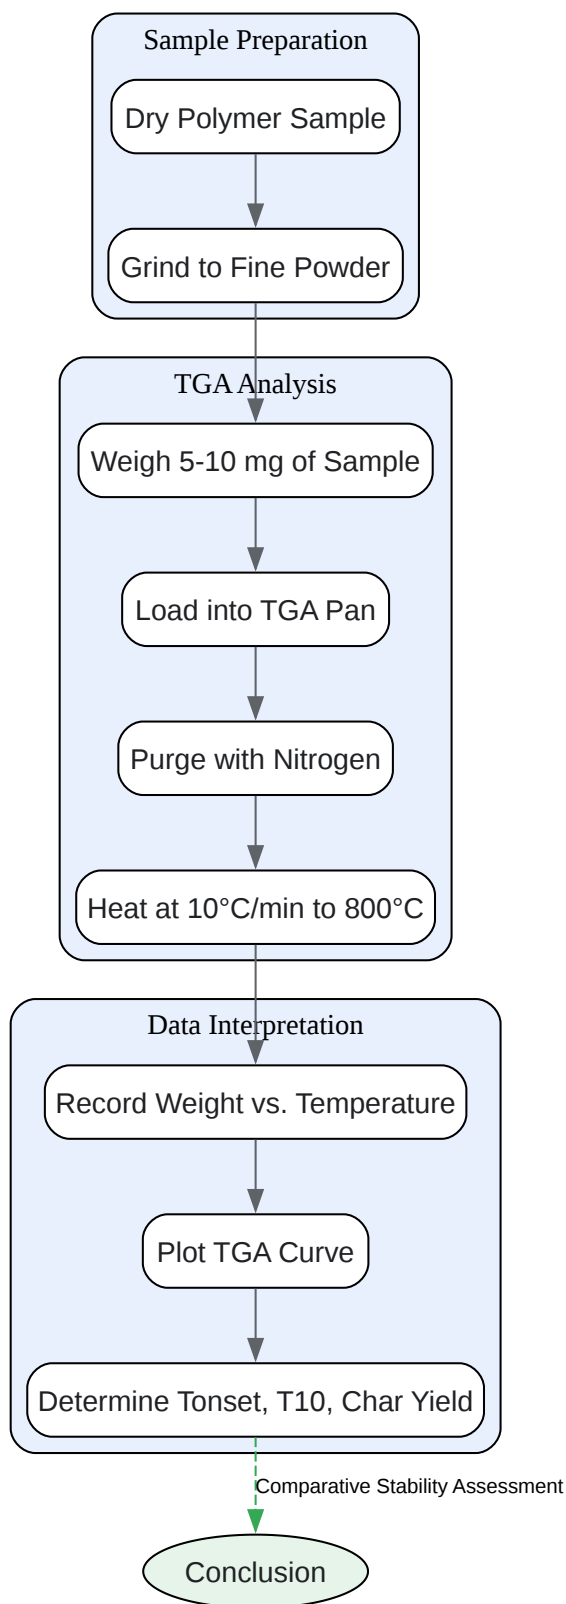 Sample Preparation
Dry Polymer Sample
Grind to Fine Powder
TGA Analysis
Weigh 5-10 mg of Sample
Load into TGA Pan
Purge with Nitrogen
Heat at 10°C/min to 800°C
Data Interpretation
Record Weight vs. Temperature
Plot TGA Curve
Determine Tonset, T10, Char Yield
Comparative Stability Assessment
Conclusion